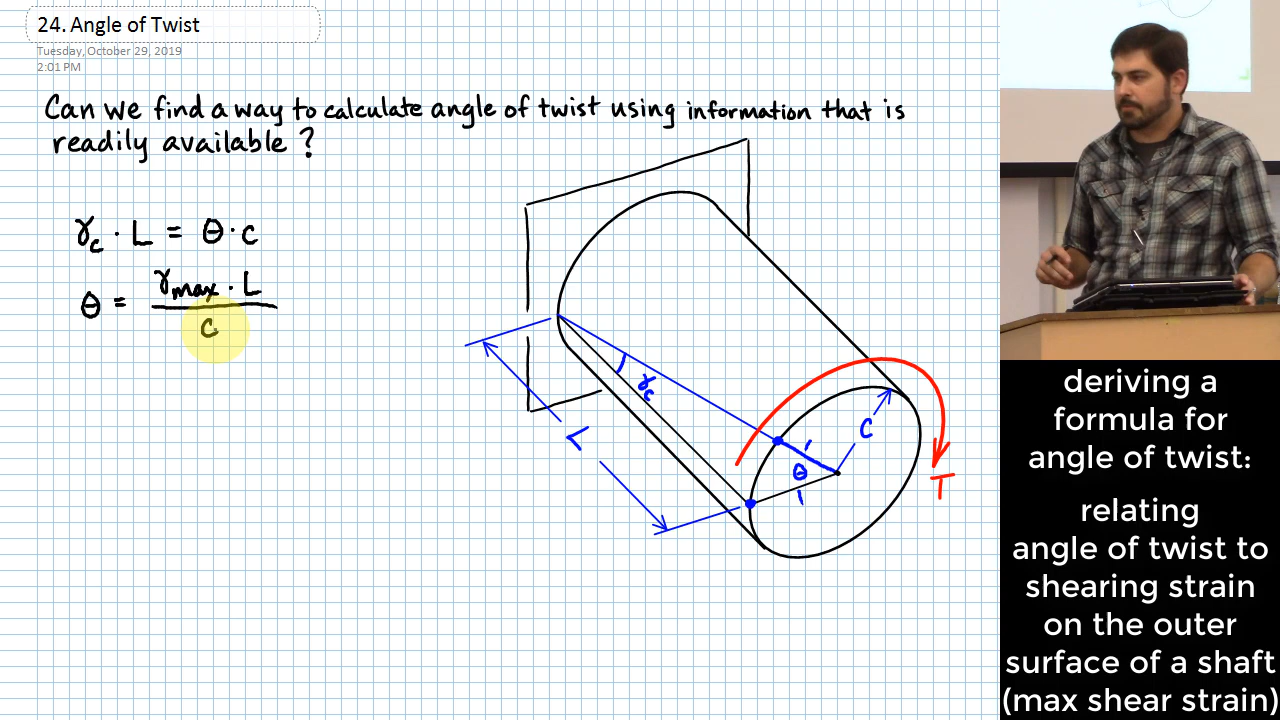 24. Angle of Twist
Tuesday, October 29, 2019
2:01 PM
Can we find a way to calculate angle of twist using information that is
readily available ?
γc · L = θ · c
θ = γmax · L
c
γc
L
c
θ
T
deriving a
formula for
angle of twist:
relating
angle of twist to
shearing strain
on the outer
surface of a shaft
(max shear strain)